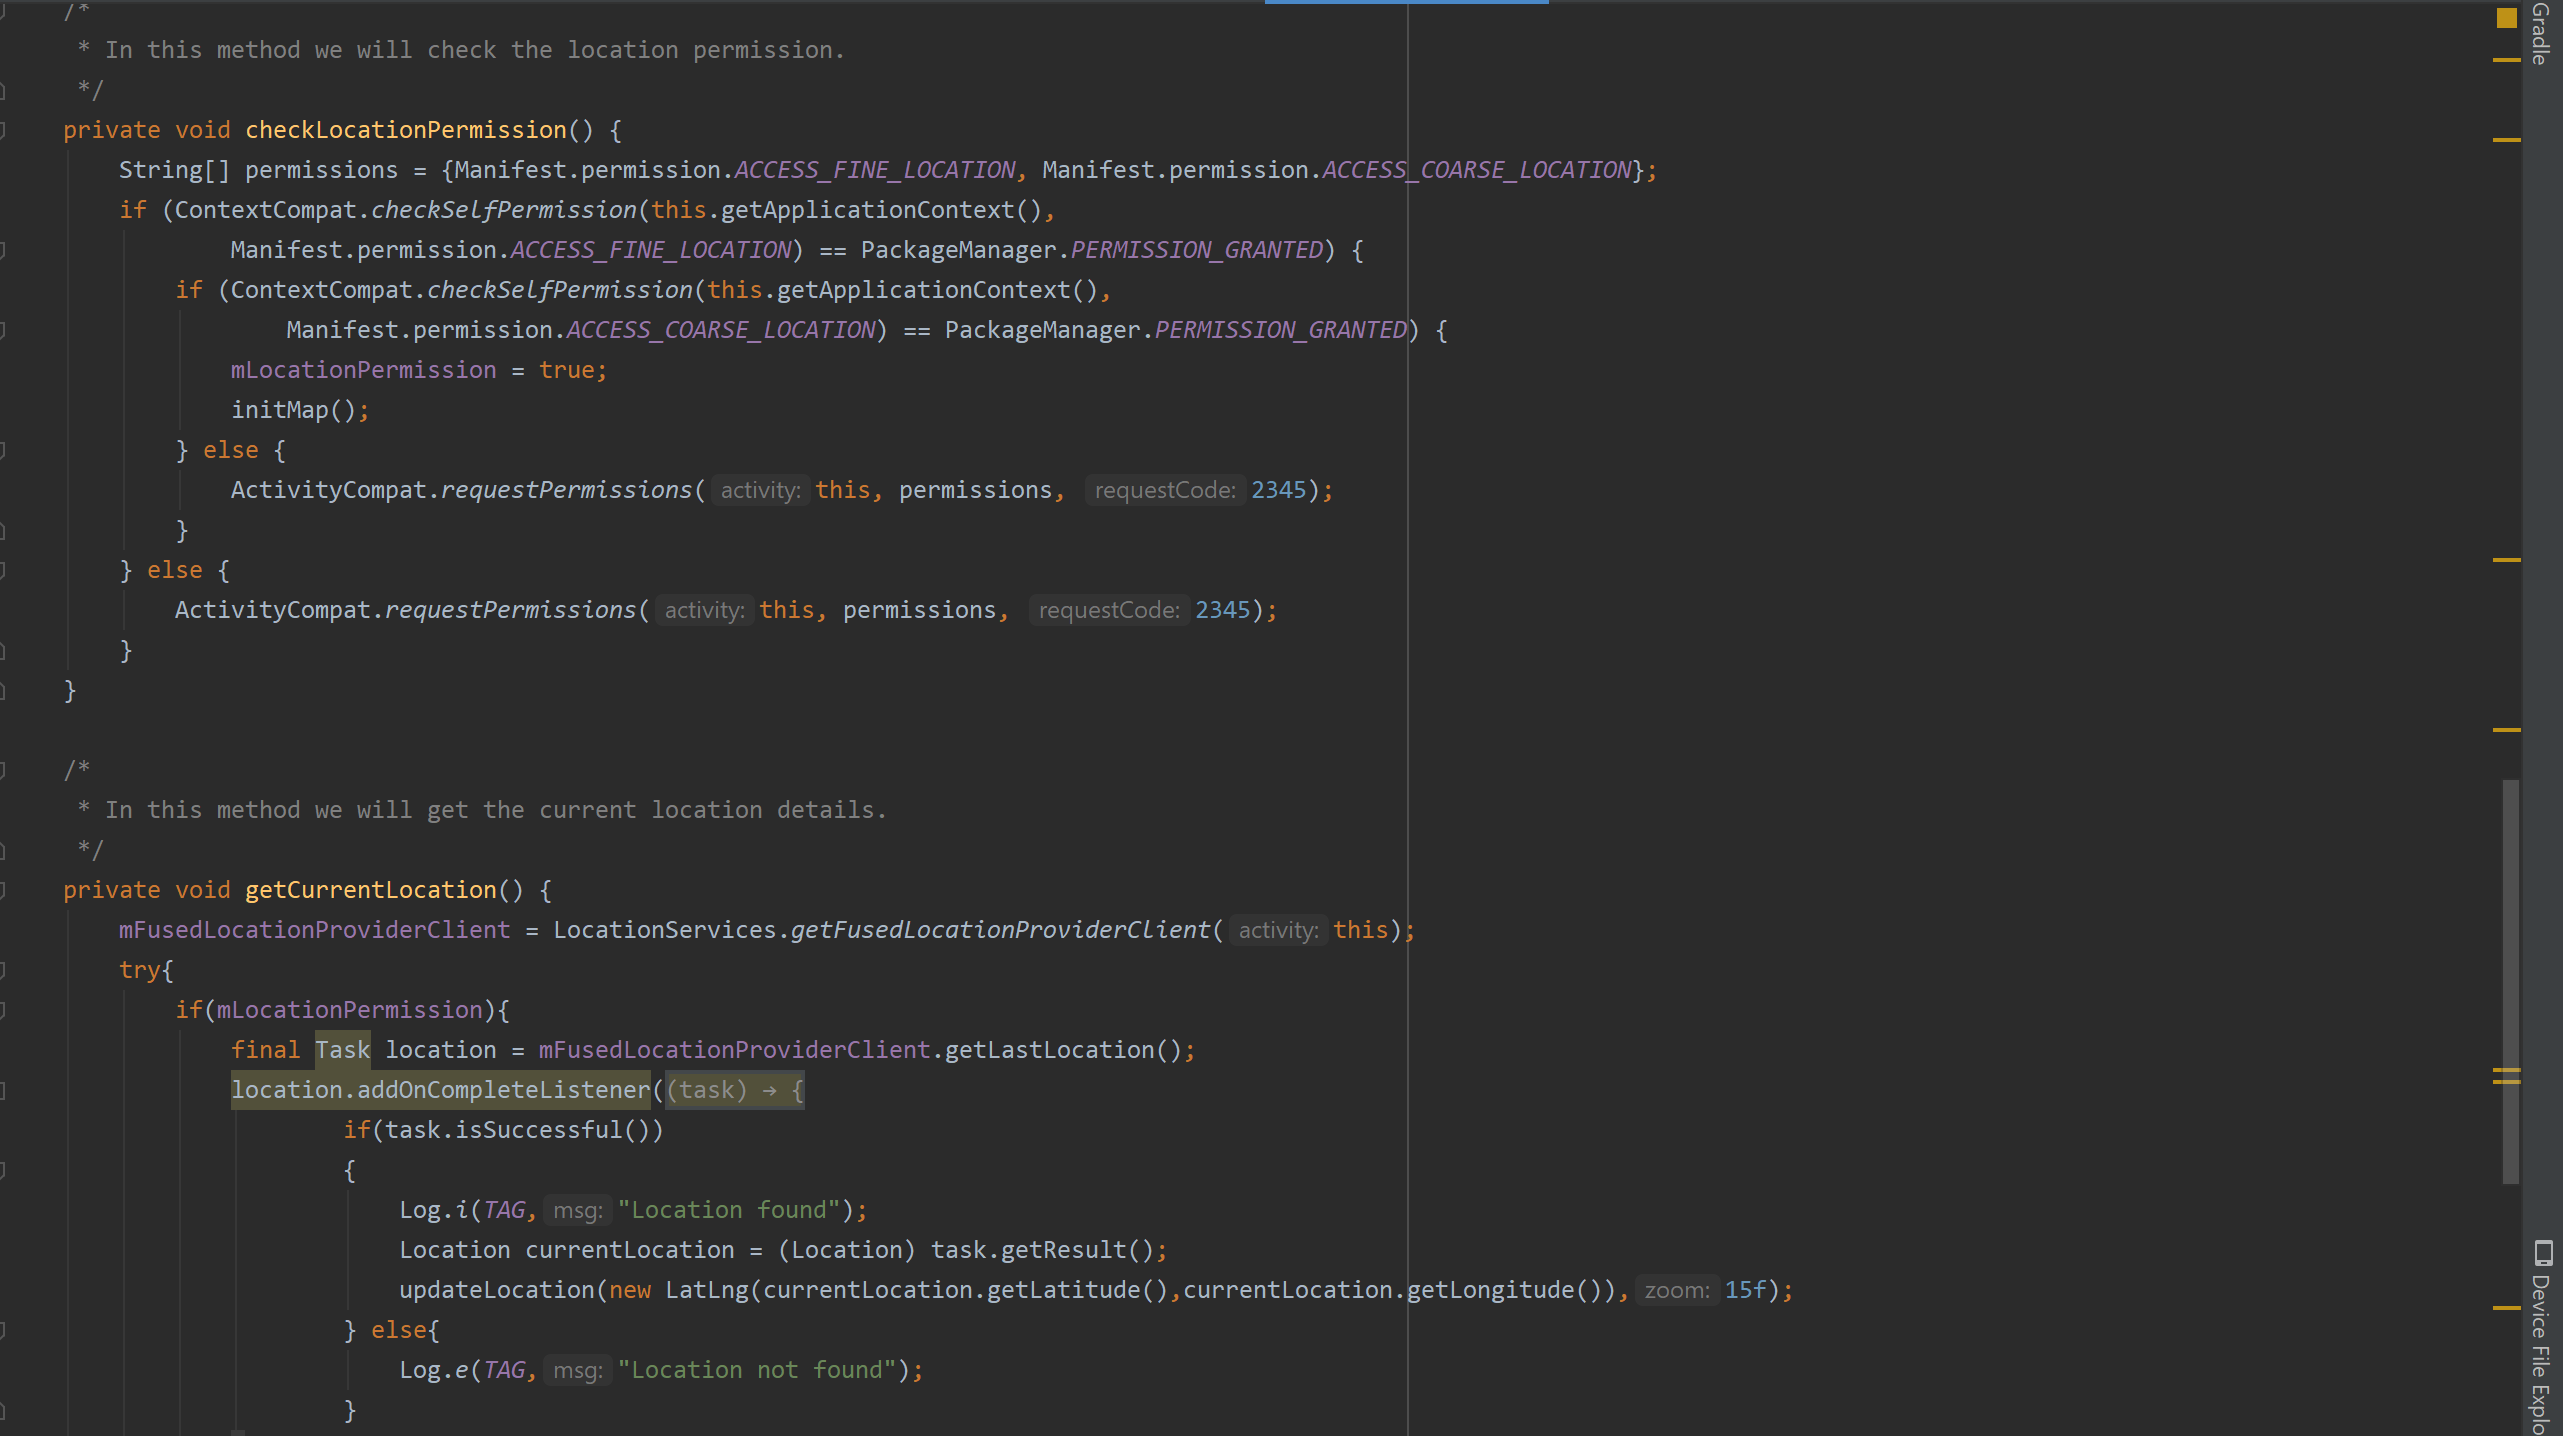 /*
 * In this method we will check the location permission.
 */
private void checkLocationPermission() {
    String[] permissions = {Manifest.permission.ACCESS_FINE_LOCATION, Manifest.permission.ACCESS_COARSE_LOCATION};
    if (ContextCompat.checkSelfPermission(this.getApplicationContext(),
            Manifest.permission.ACCESS_FINE_LOCATION) == PackageManager.PERMISSION_GRANTED) {
        if (ContextCompat.checkSelfPermission(this.getApplicationContext(),
                Manifest.permission.ACCESS_COARSE_LOCATION) == PackageManager.PERMISSION_GRANTED) {
            mLocationPermission = true;
            initMap();
        } else {
            ActivityCompat.requestPermissions( activity: this, permissions, requestCode: 2345);
        }
    } else {
        ActivityCompat.requestPermissions( activity: this, permissions, requestCode: 2345);
    }
}
/*
 * In this method we will get the current location details.
 */
private void getCurrentLocation() {
    mFusedLocationProviderClient = LocationServices.getFusedLocationProviderClient( activity: this);
    try{
        if(mLocationPermission){
            final Task location = mFusedLocationProviderClient.getLastLocation();
            location.addOnCompleteListener((task) → {
                    if(task.isSuccessful())
                    {
                        Log.i(TAG, msg: "Location found");
                        Location currentLocation = (Location) task.getResult();
                        updateLocation(new LatLng(currentLocation.getLatitude(),currentLocation.getLongitude()), zoom: 15f);
                    } else{
                        Log.e(TAG, msg: "Location not found");
                    }
Gradle
Device File Explo